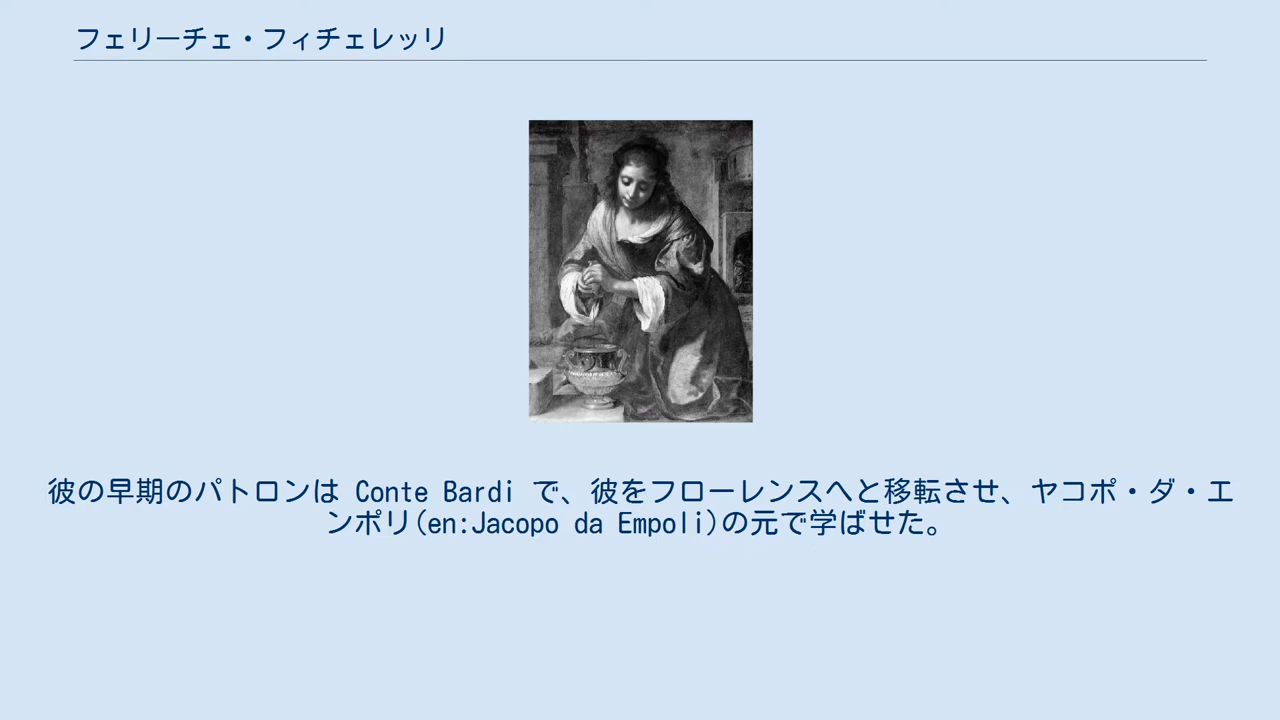 フェリーチェ・フィチェレッリ
彼の早期のパトロンは Conte Bardi で、彼をフローレンスへと移転させ、ヤコポ・ダ・エ
ンポリ(en:Jacopo da Empoli)の元で学ばせた。